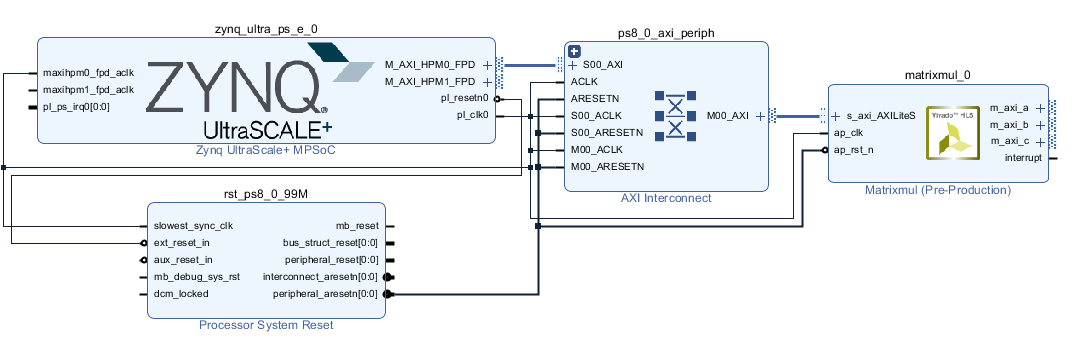 zynq_ultra_ps_e_0
maxihpm0_fpd_aclk
maxihpm1_fpd_aclk
pl_ps_irq0[0:0]
ZYNQ®
UltraSCALE+
M_AXI_HPM0_FPD
M_AXI_HPM1_FPD
pl_resetn0
pl_clk0
Zynq UltraScale+ MPSoC
ps8_0_axi_periph
S00_AXI
ACLK
ARESETN
S00_ACLK
S00_ARESETN
M00_ACLK
M00_ARESETN
M00_AXI
AXI Interconnect
matrixmul_0
s_axi_AXILiteS
ap_clk
ap_rst_n
Vivado™ HLS
m_axi_a
m_axi_b
m_axi_c
interrupt
Matrixmul (Pre-Production)
rst_ps8_0_99M
slowest_sync_clk
ext_reset_in
aux_reset_in
mb_debug_sys_rst
dcm_locked
mb_reset
bus_struct_reset[0:0]
peripheral_reset[0:0]
interconnect_aresetn[0:0]
peripheral_aresetn[0:0]
Processor System Reset